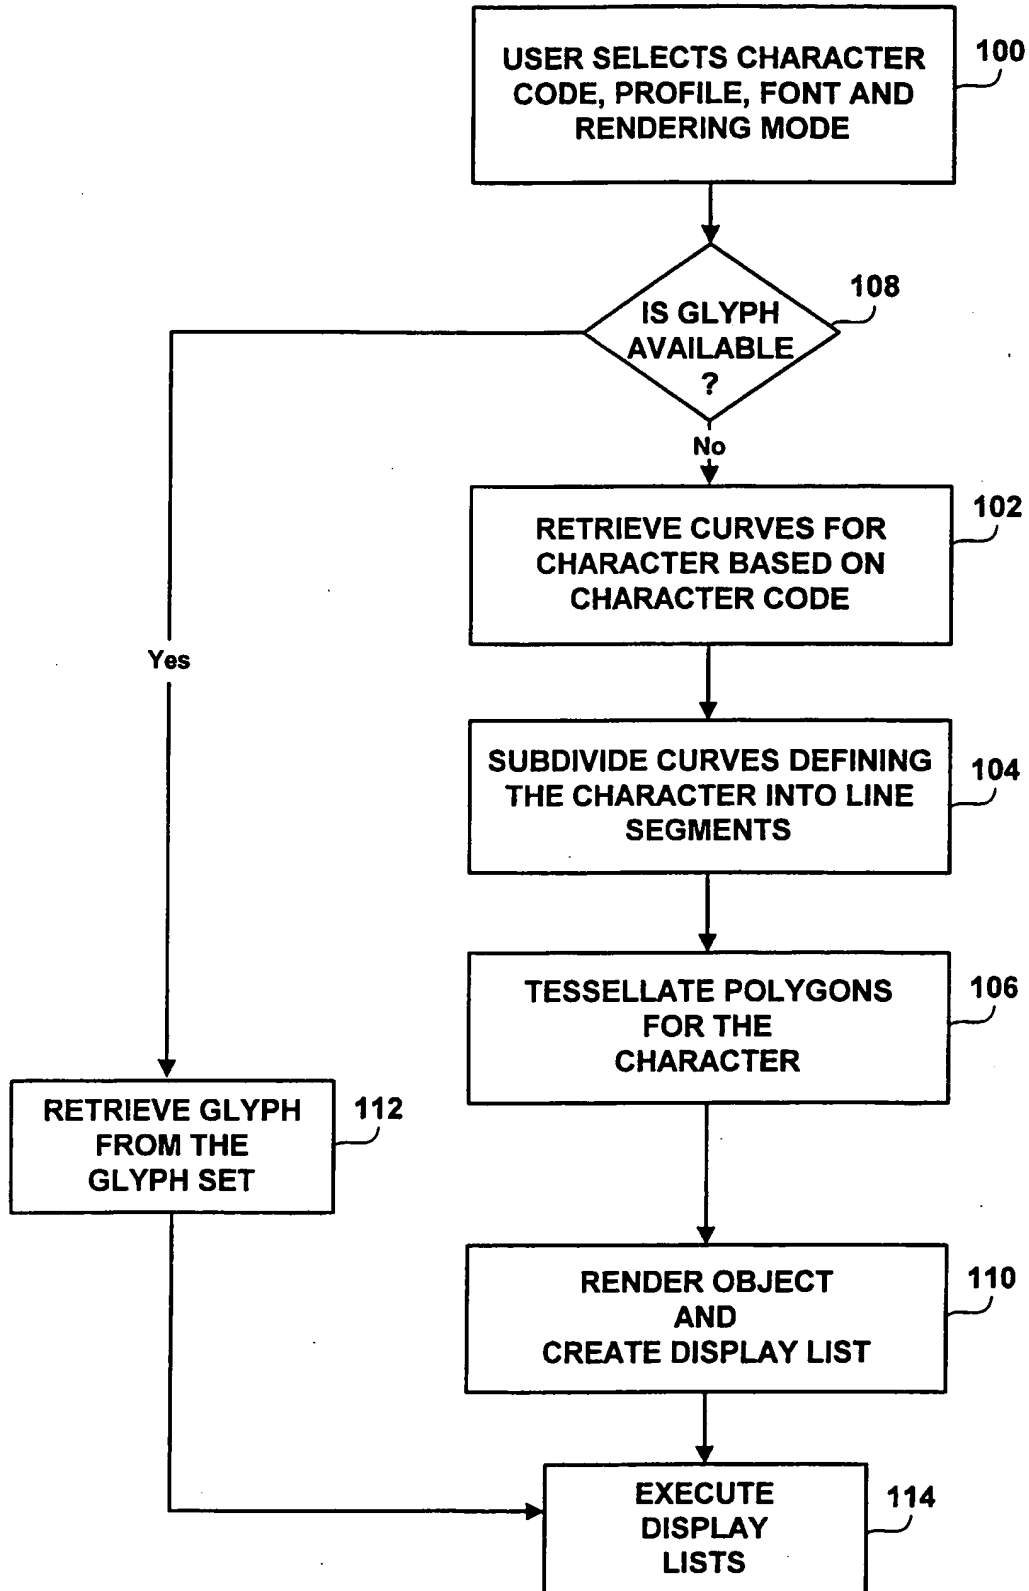 USER SELECTS CHARACTER
CODE, PROFILE, FONT AND
RENDERING MODE
100
IS GLYPH
AVAILABLE
?
108
No
RETRIEVE CURVES FOR
CHARACTER BASED ON
CHARACTER CODE
102
Yes
SUBDIVIDE CURVES DEFINING
THE CHARACTER INTO LINE
SEGMENTS
104
TESSELLATE POLYGONS
FOR THE
CHARACTER
106
RETRIEVE GLYPH
FROM THE
GLYPH SET
112
RENDER OBJECT
AND
CREATE DISPLAY LIST
110
EXECUTE
DISPLAY
LISTS
114